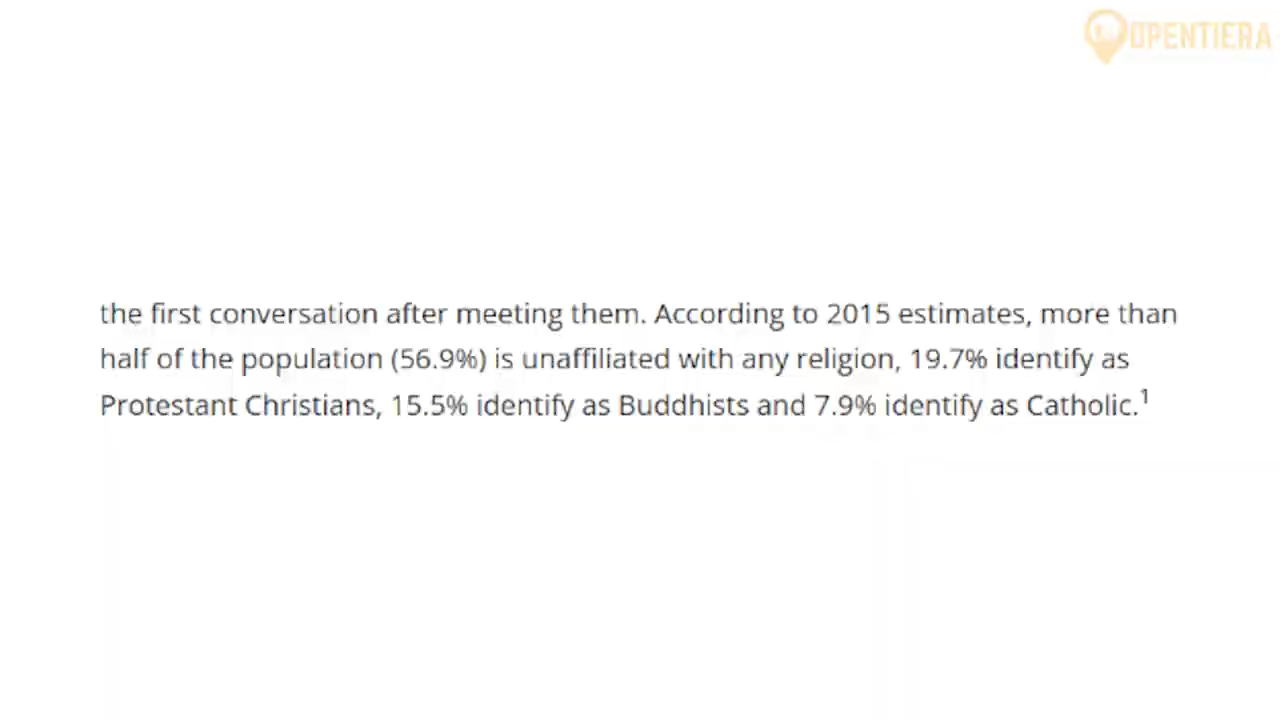 OPENTIERA
the first conversation after meeting them. According to 2015 estimates, more than
half of the population (56.9%) is unaffiliated with any religion, 19.7% identify as
Protestant Christians, 15.5% identify as Buddhists and 7.9% identify as Catholic.1